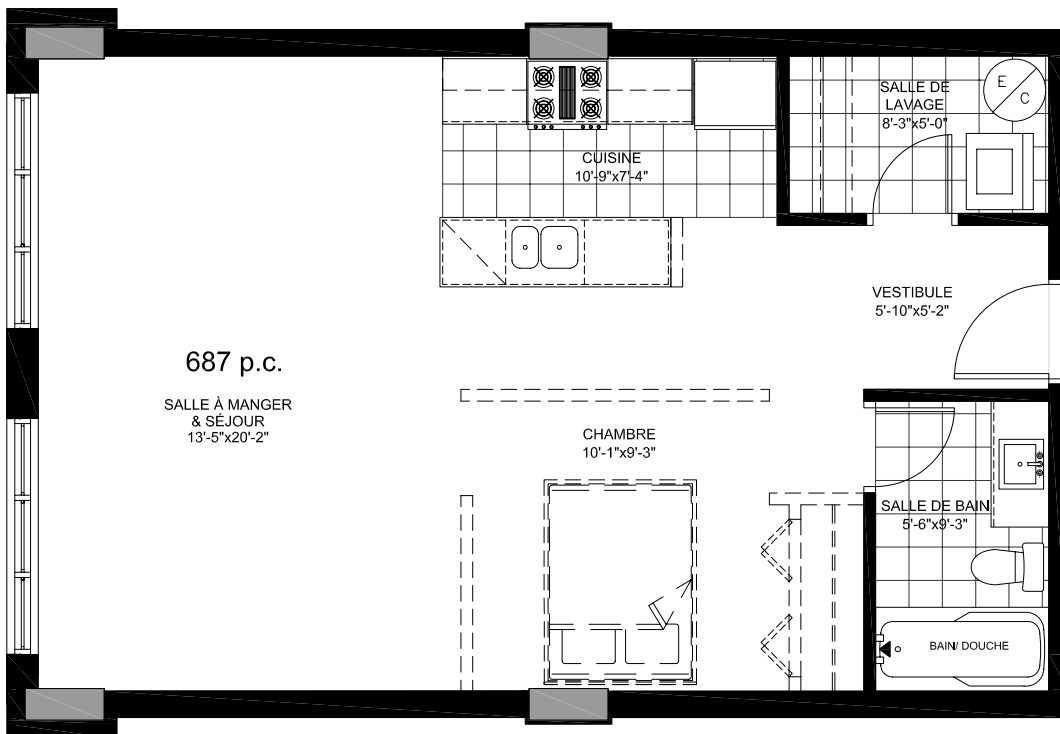 SALLE DE
LAVAGE
8'-3"x5'-0"
E
C
CUISINE
10'-9"x7'-4"
VESTIBULE
5'-10"x5'-2"
687 p.c.
SALLE À MANGER
& SÉJOUR
13'-5"x20'-2"
CHAMBRE
10'-1"x9'-3"
SALLE DE BAIN
5'-6"x9'-3"
BAIN/ DOUCHE